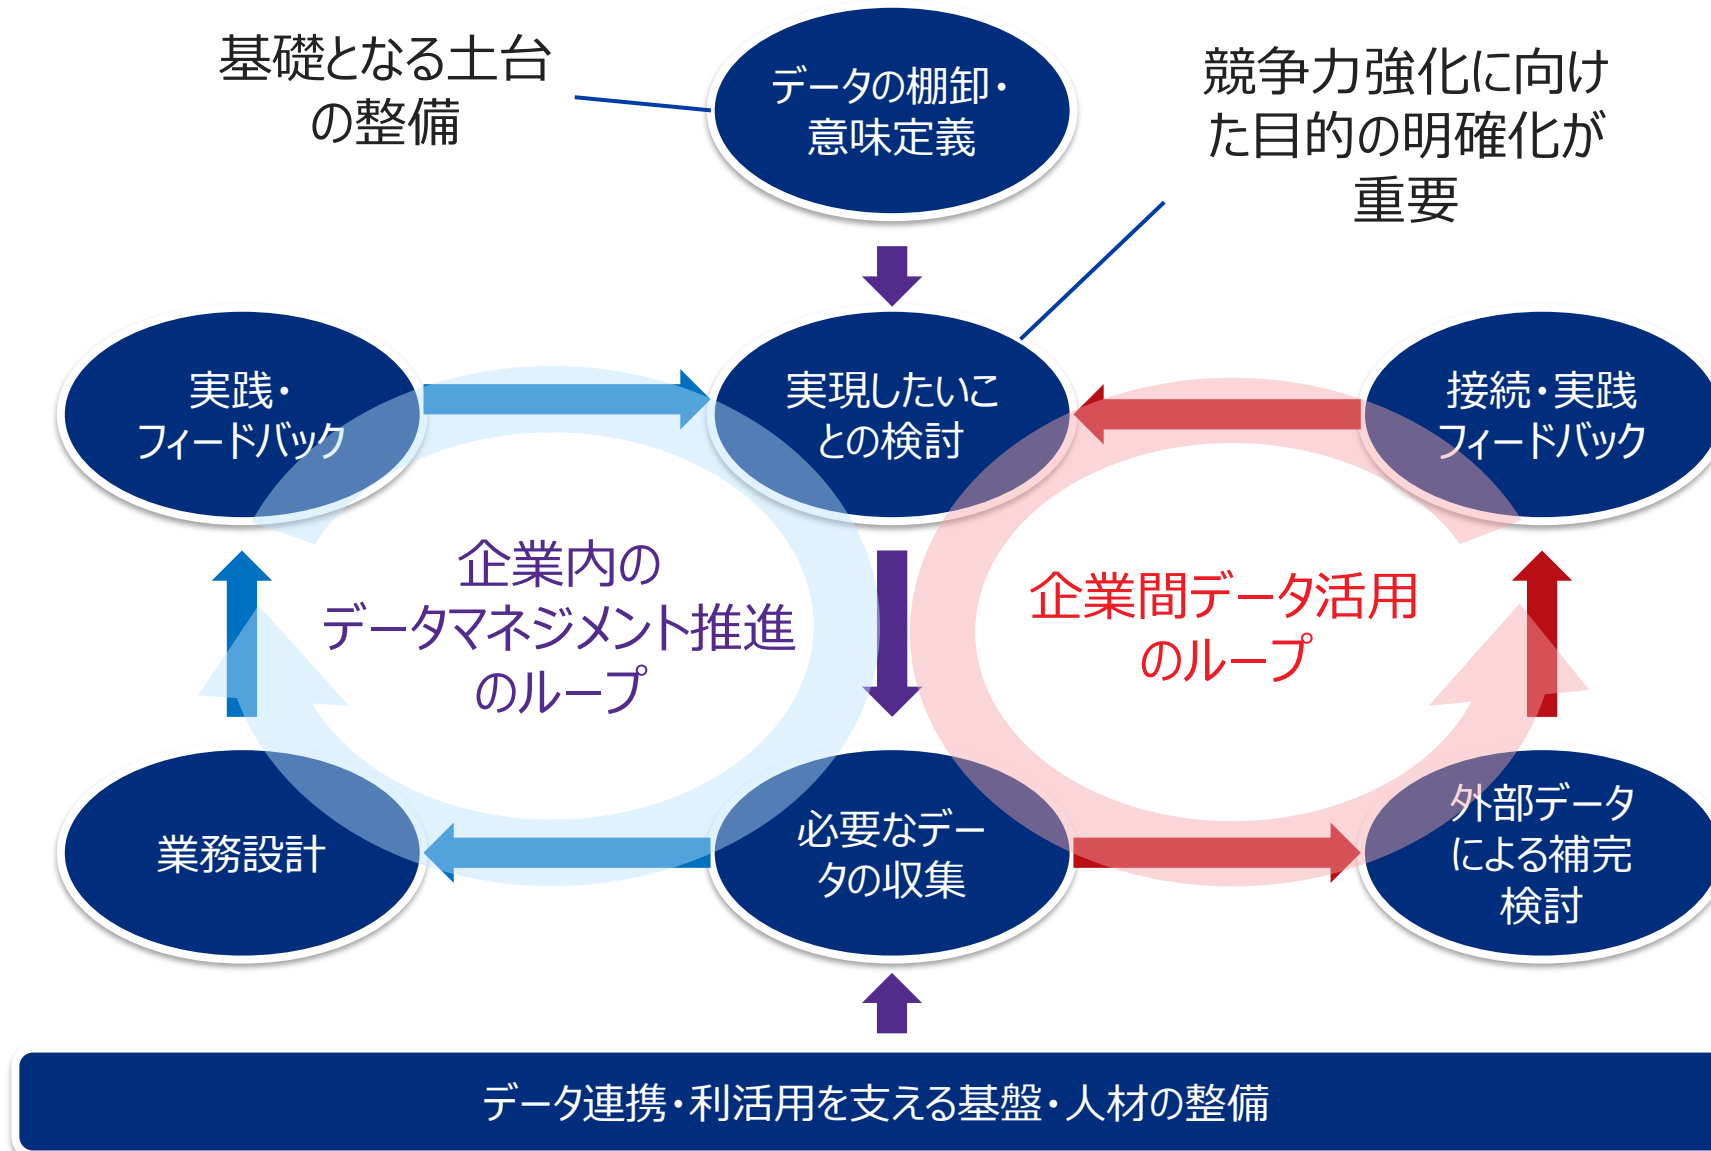 基礎となる土台
の整備
データの棚卸・
意味定義
競争力強化に向け
た目的の明確化が
重要
実践・
フィードバック
実現したいこ
との検討
接続・実践
フィードバック
企業内の
データマネジメント推進
のループ
企業間データ活用
のループ
業務設計
必要なデー
タの収集
外部データ
による補完
検討
データ連携・利活用を支える基盤・人材の整備